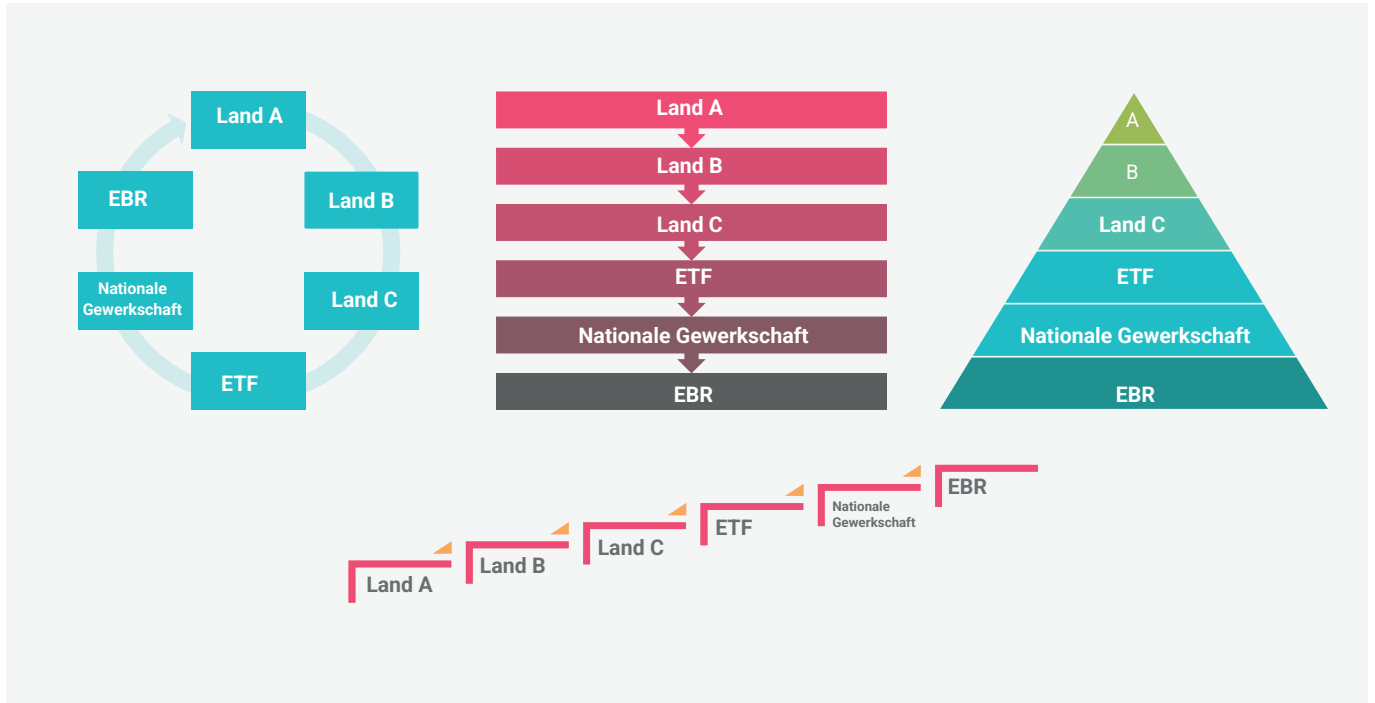 Land A
Land B
Land C
ETF
Nationale
Gewerkschaft
EBR
Land A
Land B
Land C
ETF
Nationale Gewerkschaft
EBR
A
B
Land C
ETF
Nationale Gewerkschaft
EBR
Land A
Land B
Land C
ETF
Nationale
Gewerkschaft
EBR